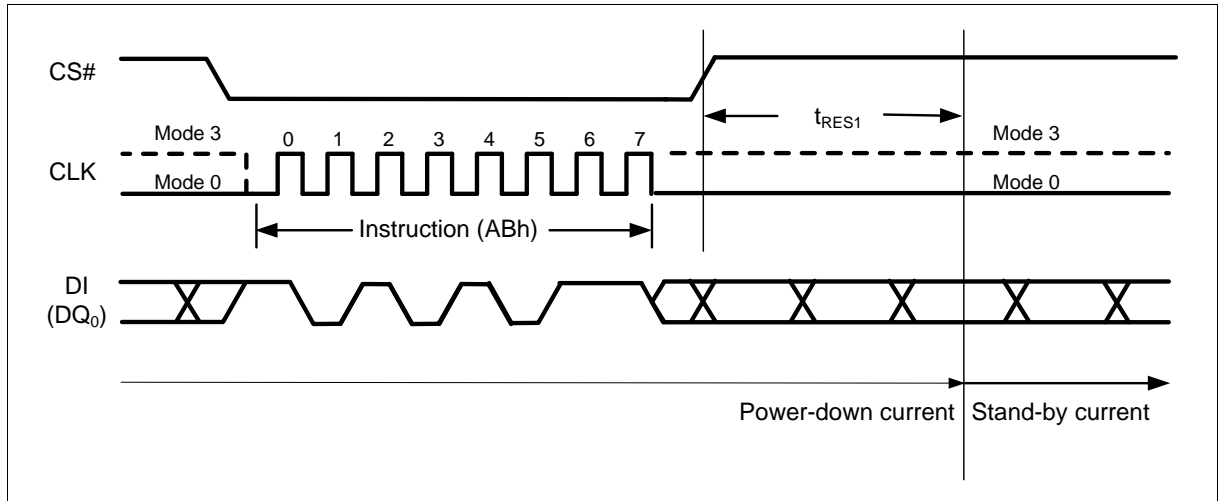 CS#
t_RES1
Mode 3
0 1 2 3 4 5 6 7
Mode 3
CLK
Mode 0
Mode 0
Instruction (ABh)
DI
(DQ₀)
Power-down current
Stand-by current